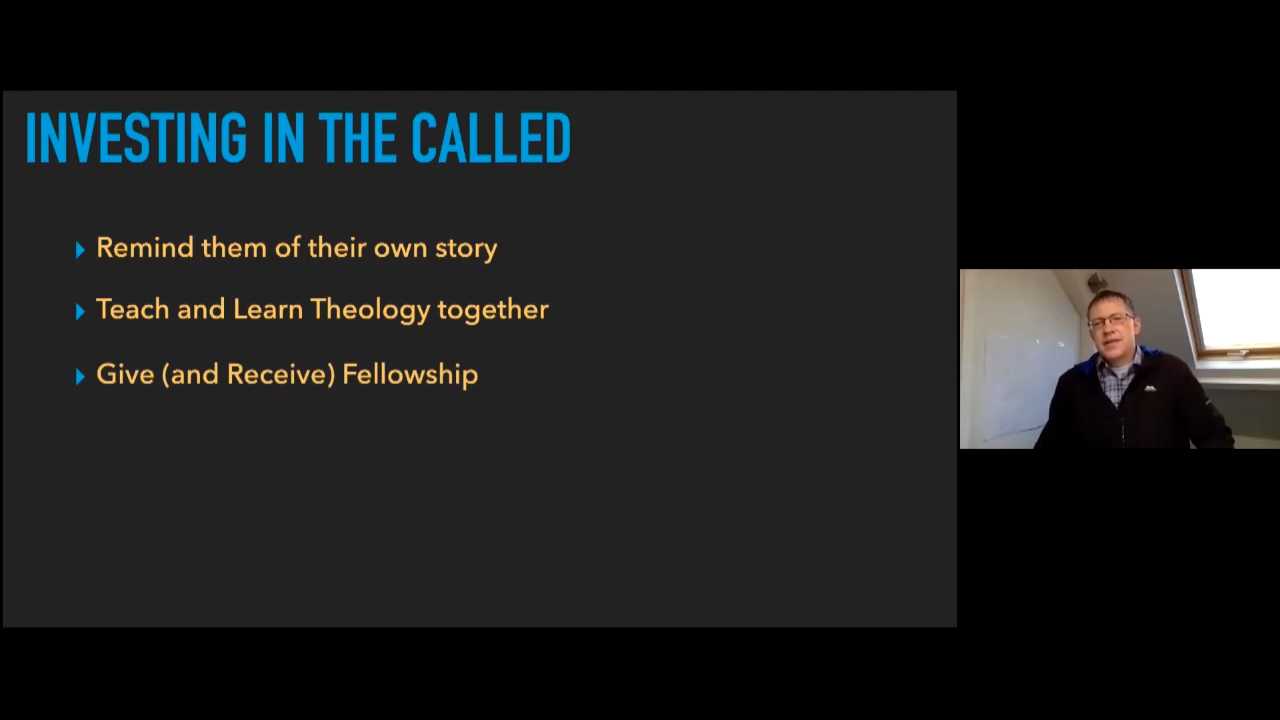 INVESTING IN THE CALLED
Remind them of their own story
Teach and Learn Theology together
Give (and Receive) Fellowship